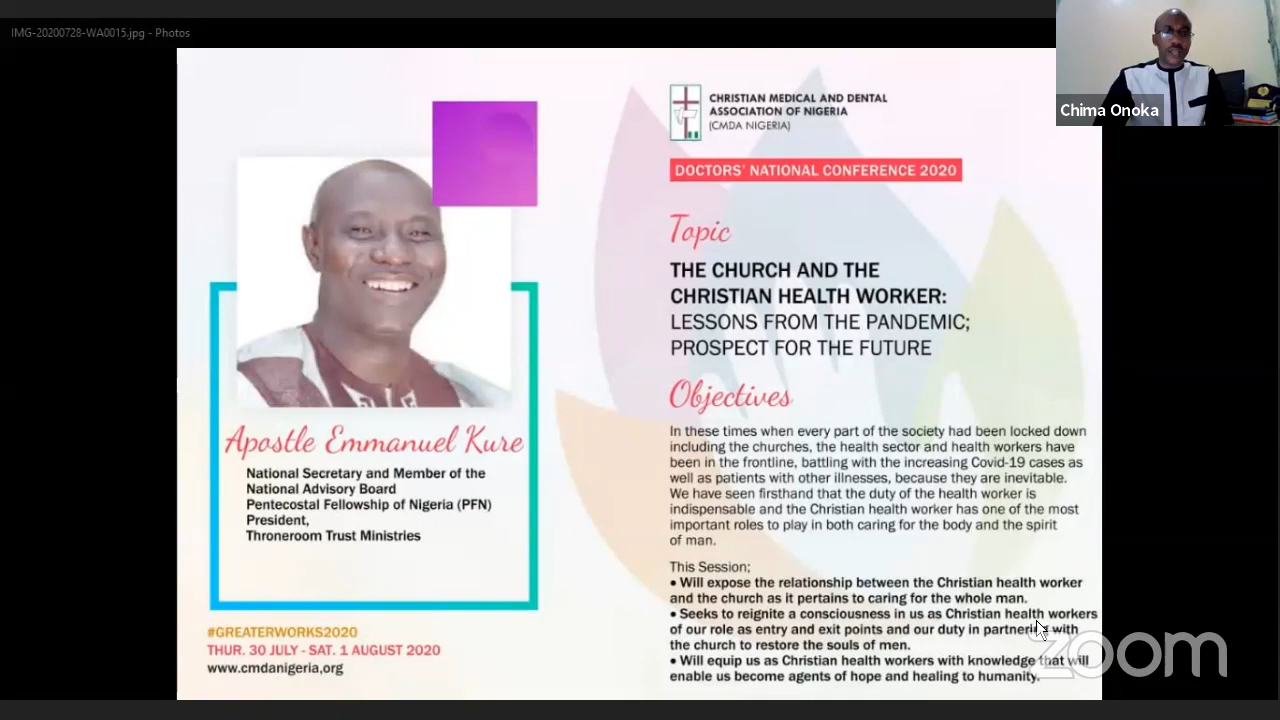 IMG-20200728-WA0015.jpg - Photos
Chima Onoka
CHRISTIAN MEDICAL AND DENTAL
ASSOCIATION OF NIGERIA
(CMDA NIGERIA)
DOCTORS' NATIONAL CONFERENCE 2020
Topic
THE CHURCH AND THE
CHRISTIAN HEALTH WORKER:
LESSONS FROM THE PANDEMIC;
PROSPECT FOR THE FUTURE
Objectives
In these times when every part of the society had been locked down
including the churches, the health sector and health workers have
been in the frontline, battling with the increasing Covid-19 cases as
well as patients with other illnesses, because they are inevitable.
We have seen firsthand that the duty of the health worker is
indispensable and the Christian health worker has one of the most
important roles to play in both caring for the body and the spirit
of man.
This Session;
• Will expose the relationship between the Christian health worker
and the church as it pertains to caring for the whole man.
• Seeks to reignite a consciousness in us as Christian health workers
of our role as entry and exit points and our duty in partnering with
the church to restore the souls of men.
• Will equip us as Christian health workers with knowledge that will
enable us become agents of hope and healing to humanity.
Apostle Emmanuel Kure
National Secretary and Member of the
National Advisory Board
Pentecostal Fellowship of Nigeria (PFN)
President,
Throneroom Trust Ministries
#GREATERWORKS2020
THUR. 30 JULY - SAT. 1 AUGUST 2020
www.cmdanigeria,org
zoom